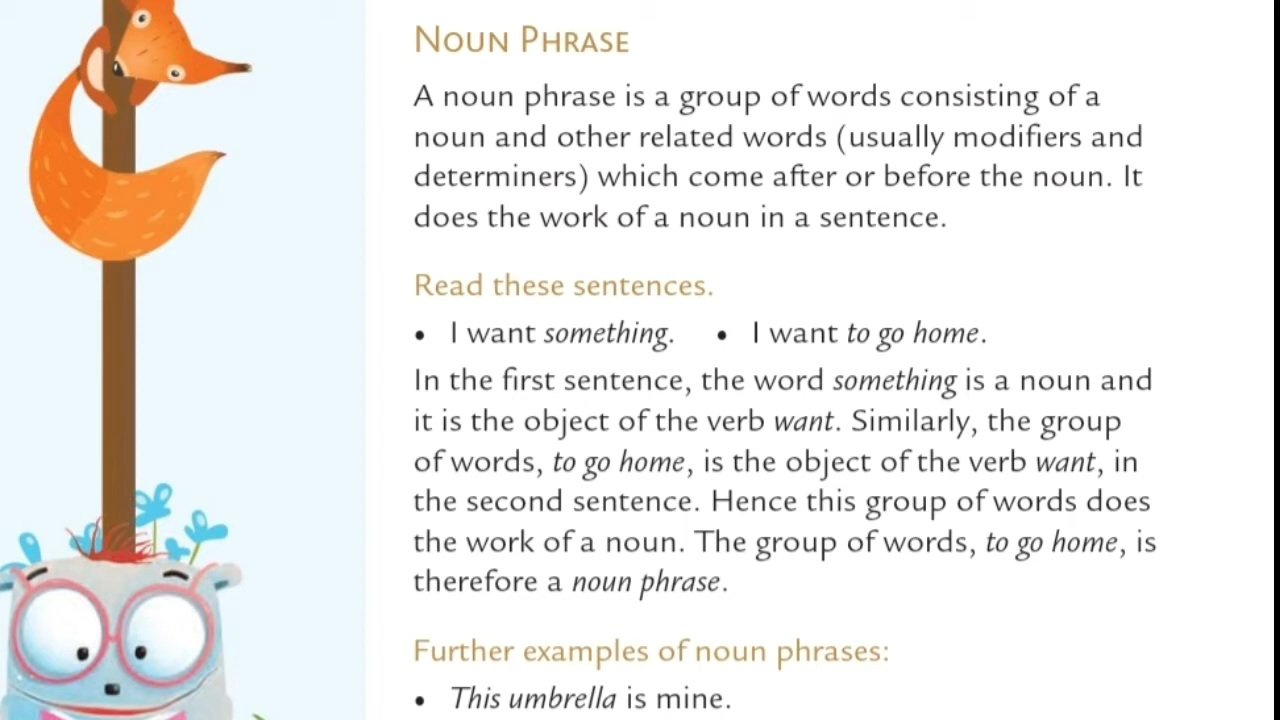 Noun Phrase
A noun phrase is a group of words consisting of a
noun and other related words (usually modifiers and
determiners) which come after or before the noun. It
does the work of a noun in a sentence.
Read these sentences.
• I want something. • I want to go home.
In the first sentence, the word something is a noun and
it is the object of the verb want. Similarly, the group
of words, to go home, is the object of the verb want, in
the second sentence. Hence this group of words does
the work of a noun. The group of words, to go home, is
therefore a noun phrase.
Further examples of noun phrases:
• This umbrella is mine.